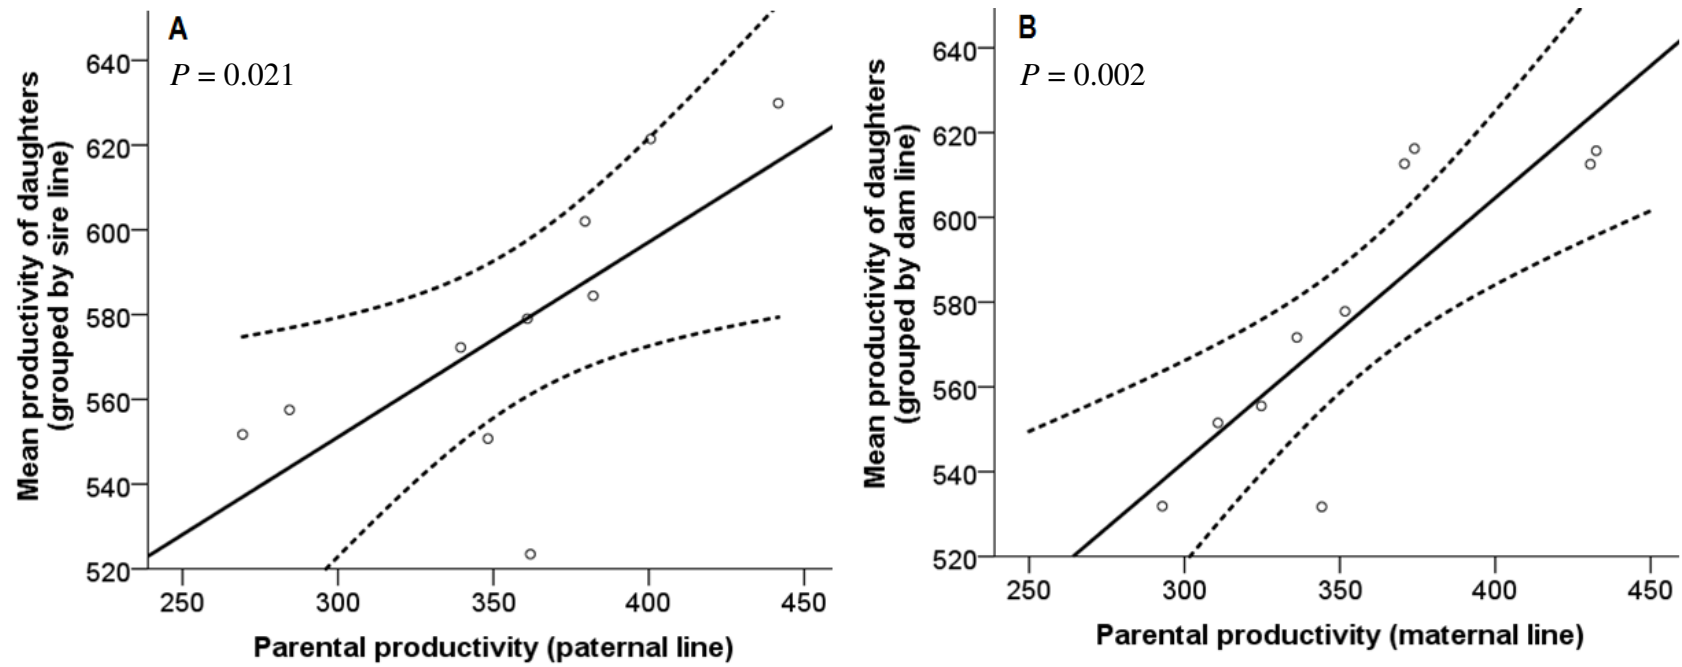 A
P = 0.021
640
620
600
580
560
540
520
250 300 350 400 450
Mean productivity of daughters
(grouped by sire line)
Parental productivity (paternal line)
B
P = 0.002
640
620
600
580
560
540
520
250 300 350 400 450
Mean productivity of daughters
(grouped by dam line)
Parental productivity (maternal line)